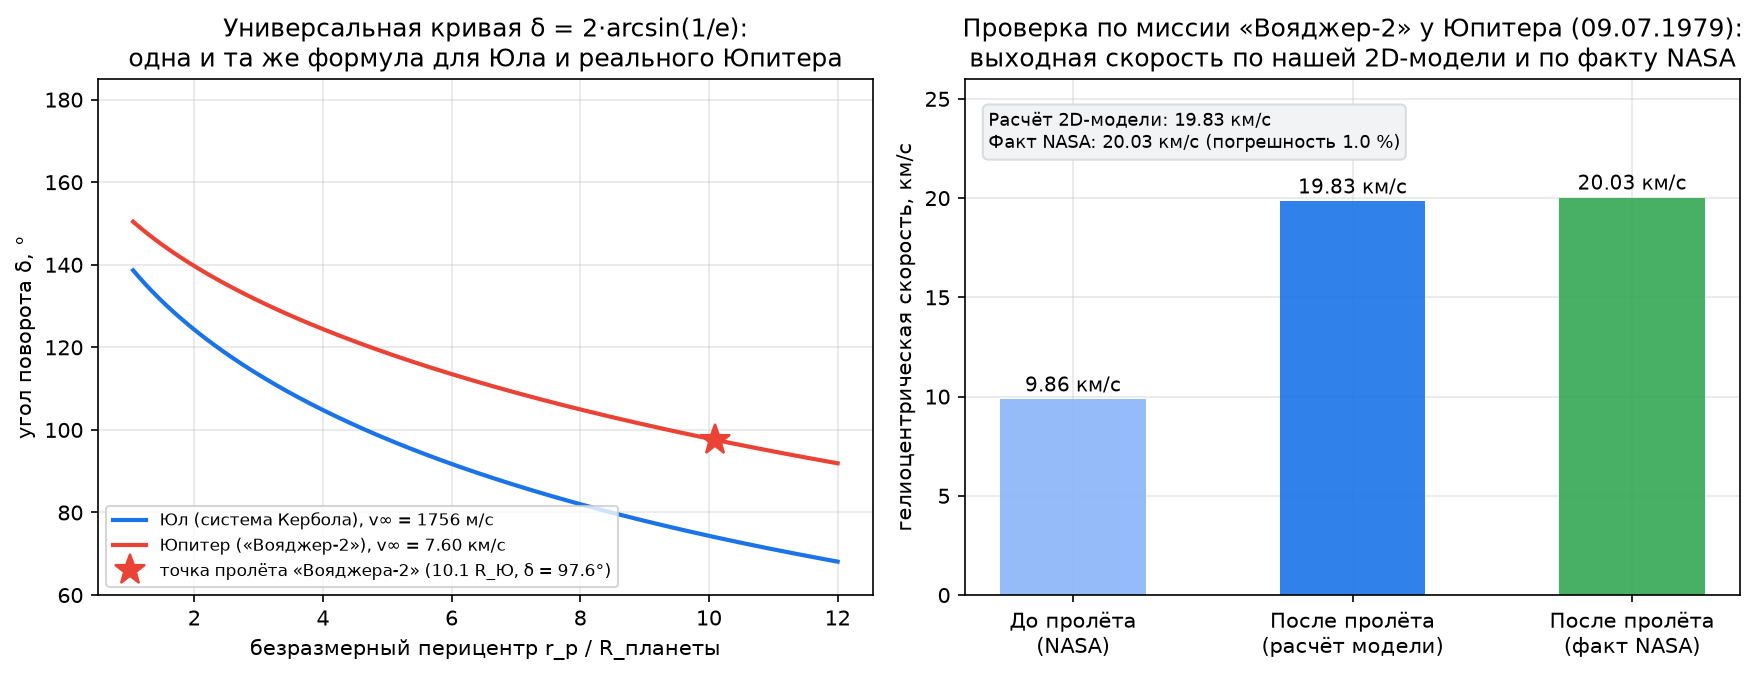 Универсальная кривая δ = 2·arcsin(1/e):
одна и та же формула для Юла и реального Юпитера
угол поворота δ, °
180
160
140
120
100
80
60
2
4
6
8
10
12
безразмерный перицентр r_p / R_планеты
Юл (система Кербола), v∞ = 1756 м/с
Юпитер («Вояджер-2»), v∞ = 7.60 км/с
точка пролёта «Вояджера-2» (10.1 R_Ю, δ = 97.6°)
Проверка по миссии «Вояджер-2» у Юпитера (09.07.1979):
выходная скорость по нашей 2D-модели и по факту NASA
гелиоцентрическая скорость, км/с
25
20
15
10
5
0
Расчёт 2D-модели: 19.83 км/с
Факт NASA: 20.03 км/с (погрешность 1.0 %)
9.86 км/с
19.83 км/с
20.03 км/с
До пролёта
(NASA)
После пролёта
(расчёт модели)
После пролёта
(факт NASA)